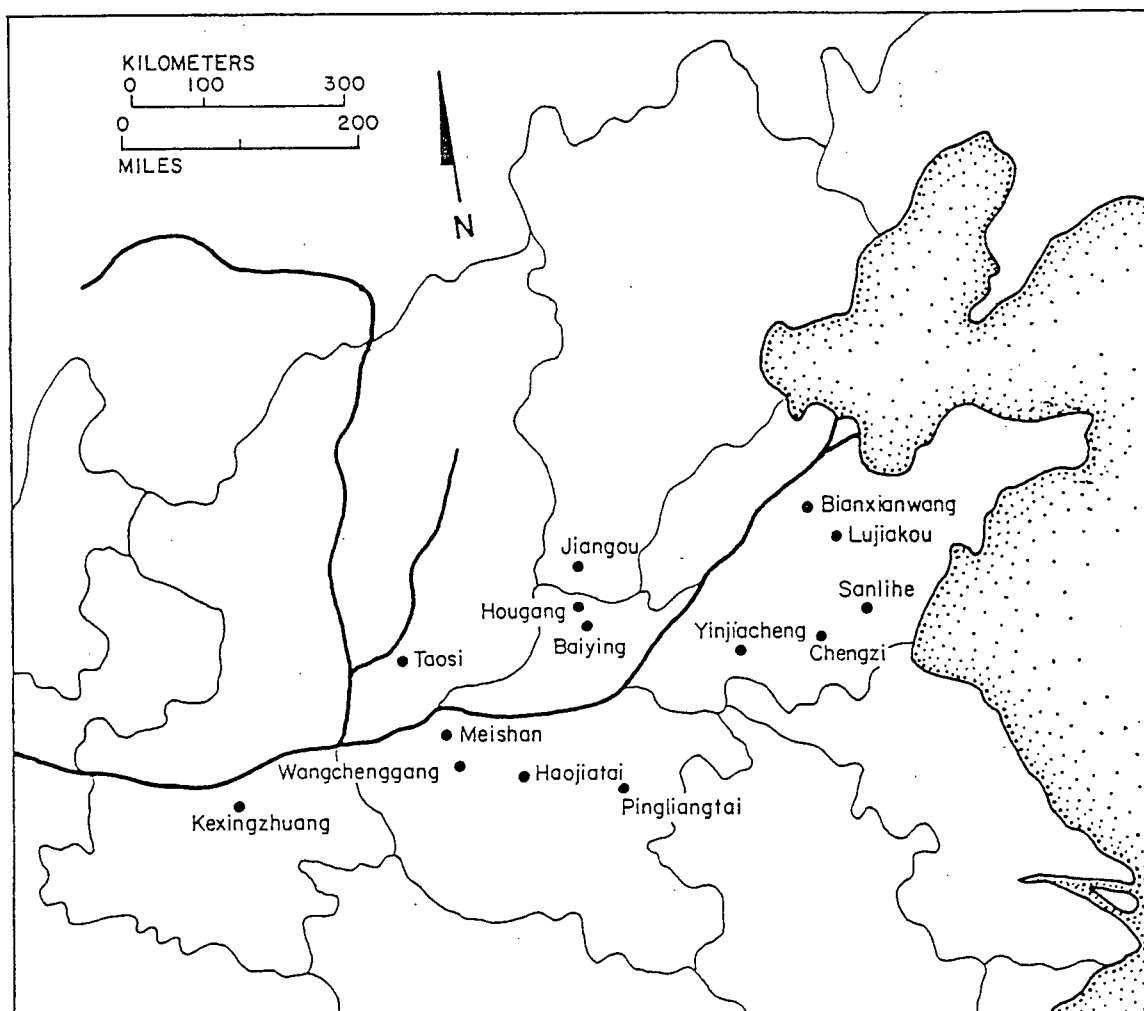 KILOMETERS
0 100 300
0 200
MILES
N
Bianxianwang
Lujiakou
Jiangou
Sanlihe
Hougang
Yinjiacheng
Baiying
Chengzi
Taosi
Meishan
Wangchenggang
Haojiatai
Pingliangtai
Kexingzhuang